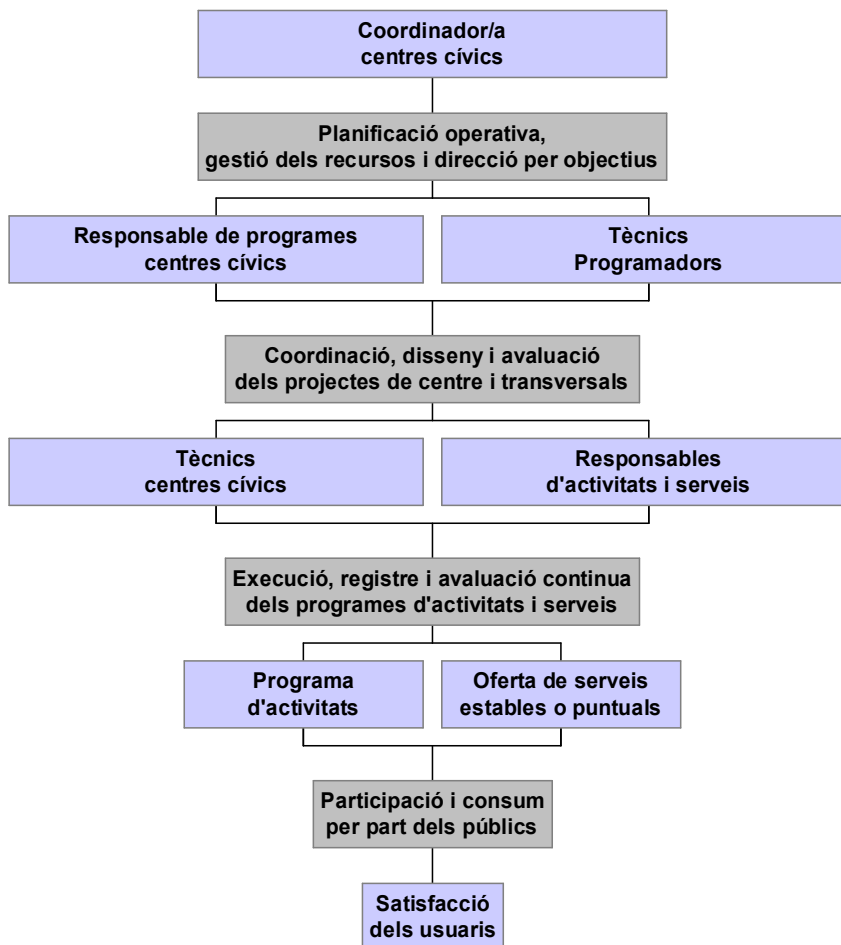 Coordinador/a
centres cívics
Planificació operativa,
gestió dels recursos i direcció per objectius
Responsable de programes
centres cívics
Tècnics
Programadors
Coordinació, disseny i avaluació
dels projectes de centre i transversals
Tècnics
centres cívics
Responsables
d'activitats i serveis
Execució, registre i avaluació continua
dels programes d'activitats i serveis
Programa
d'activitats
Oferta de serveis
estables o puntuals
Participació i consum
per part dels públics
Satisfacció
dels usuaris